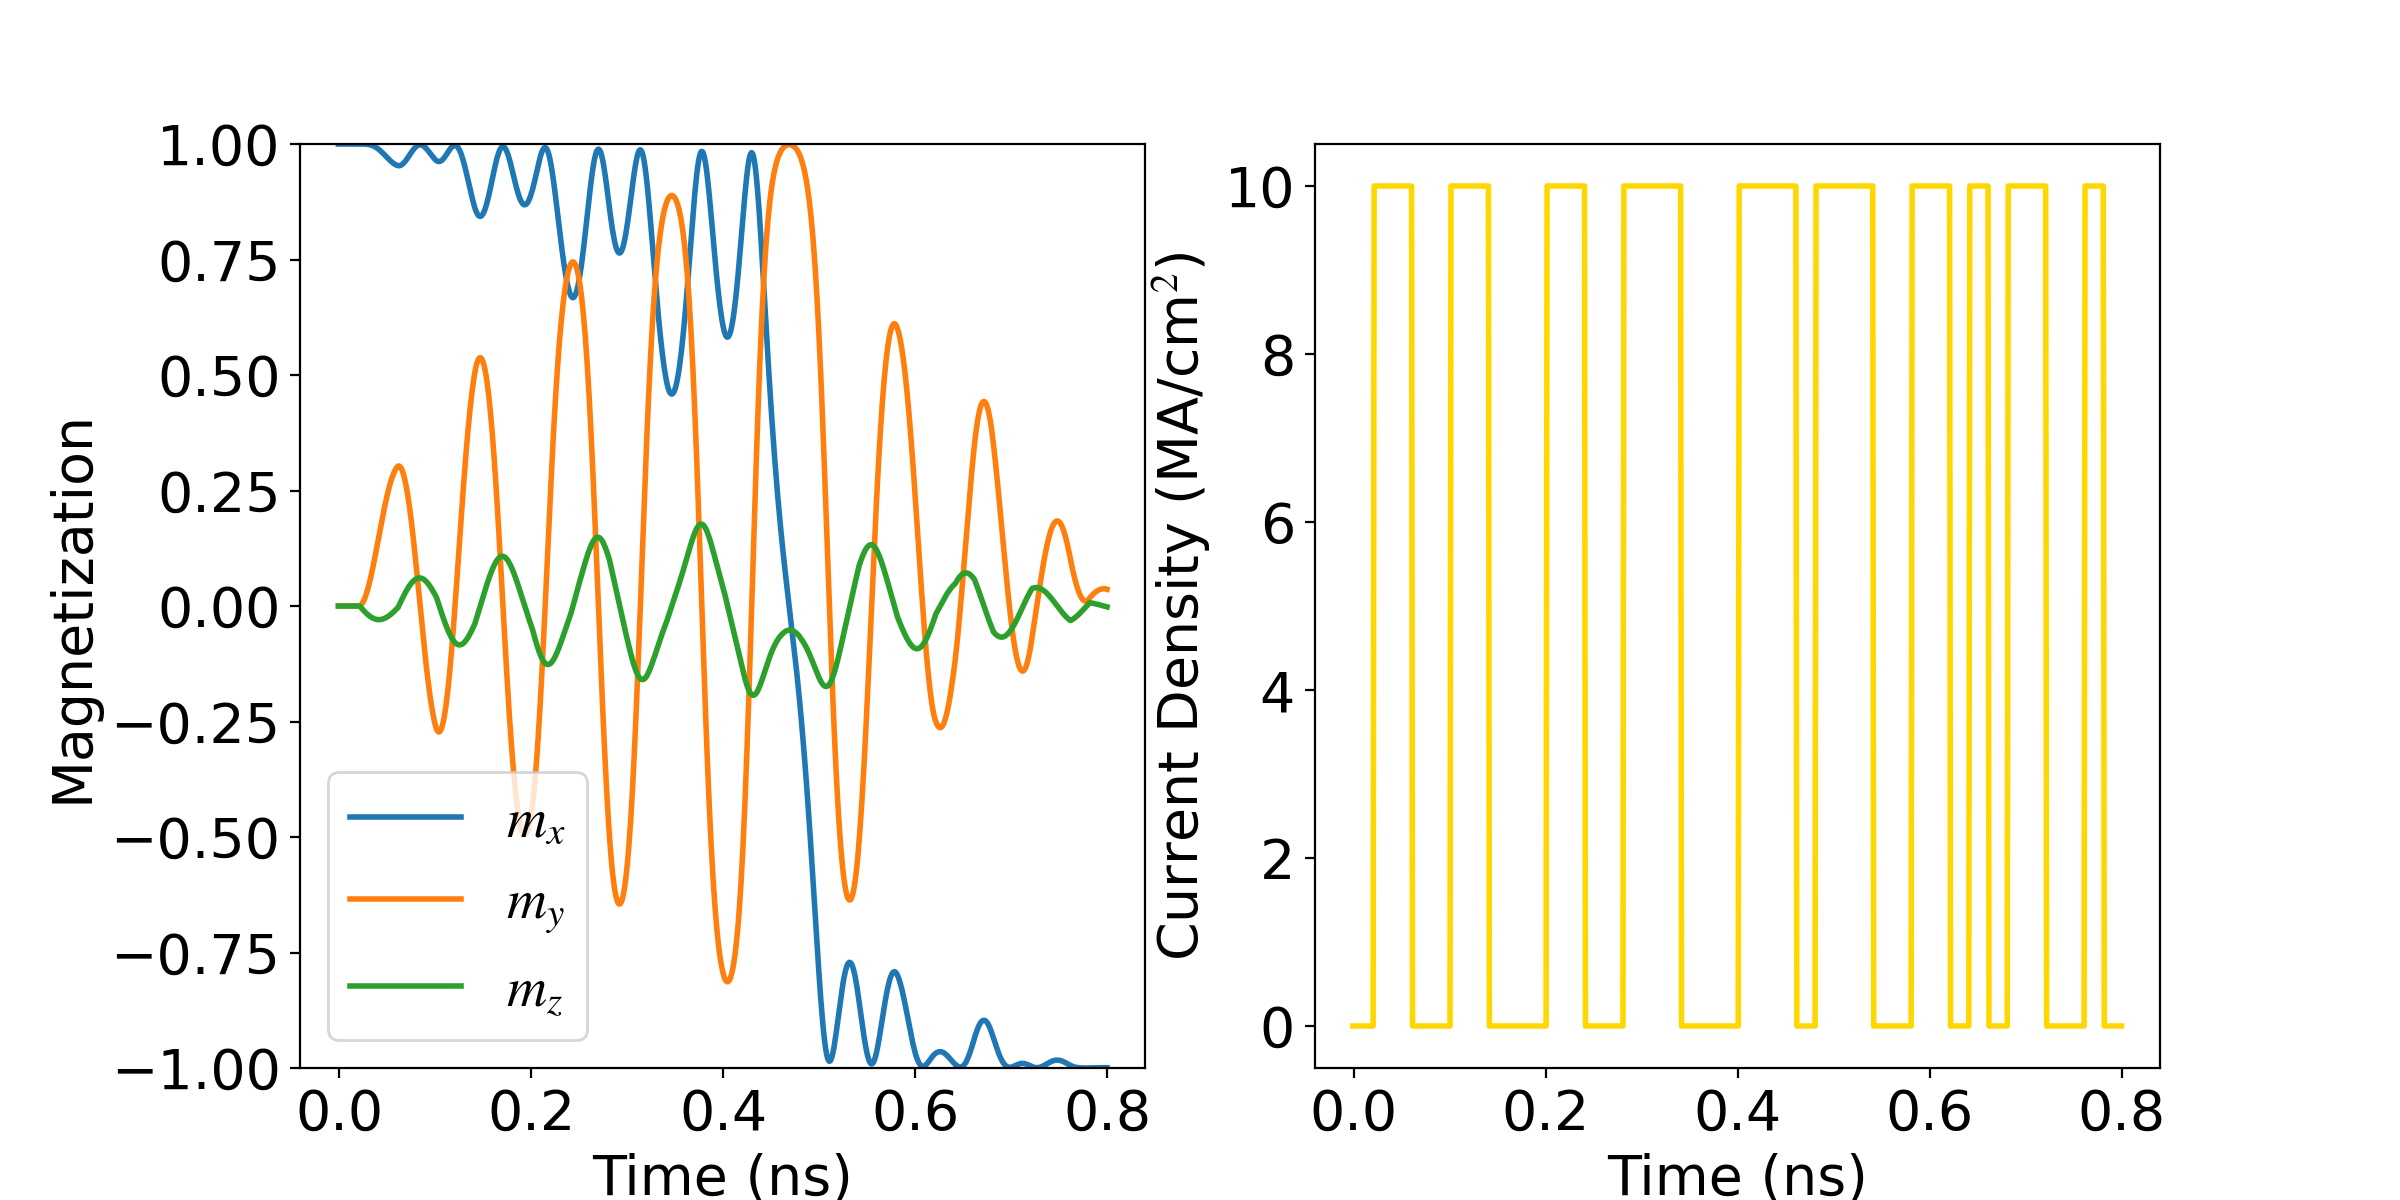 Magnetization
1.00
0.75
0.50
0.25
0.00
−0.25
−0.50
−0.75
−1.00
m_x
m_y
m_z
0.0 0.2 0.4 0.6 0.8
Time (ns)
Current Density (MA/cm²)
10
8
6
4
2
0
0.0 0.2 0.4 0.6 0.8
Time (ns)